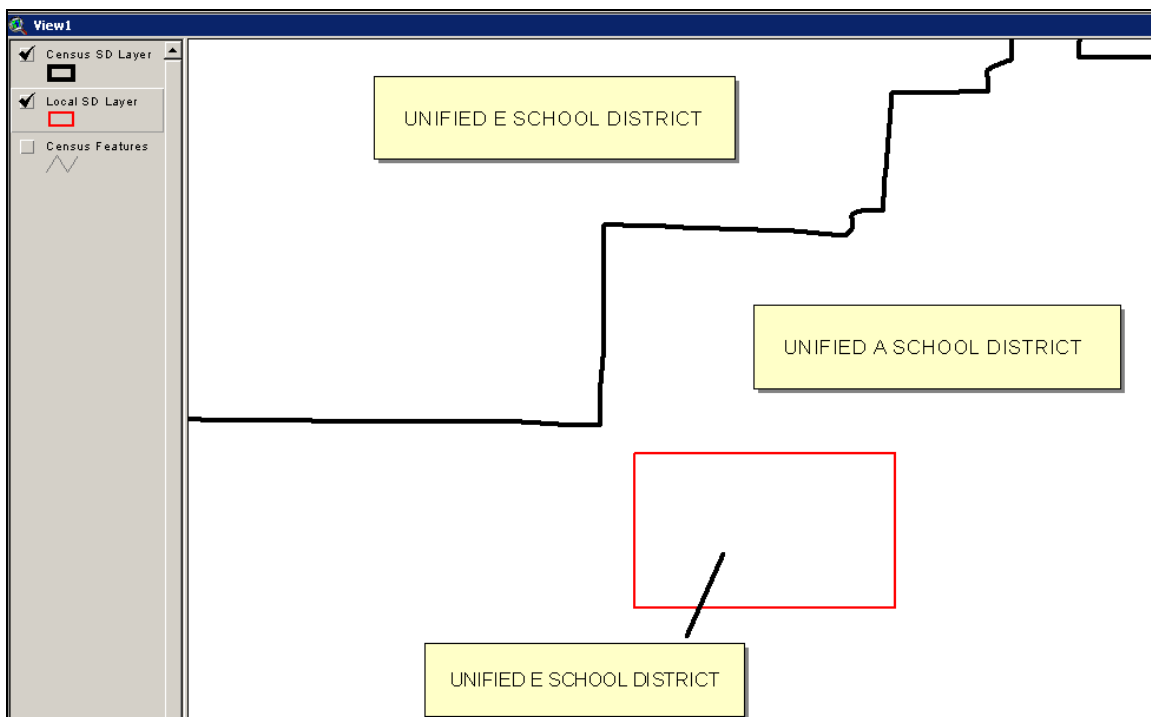 View1
Census SD Layer
Local SD Layer
Census Features
UNIFIED E SCHOOL DISTRICT
UNIFIED A SCHOOL DISTRICT
UNIFIED E SCHOOL DISTRICT